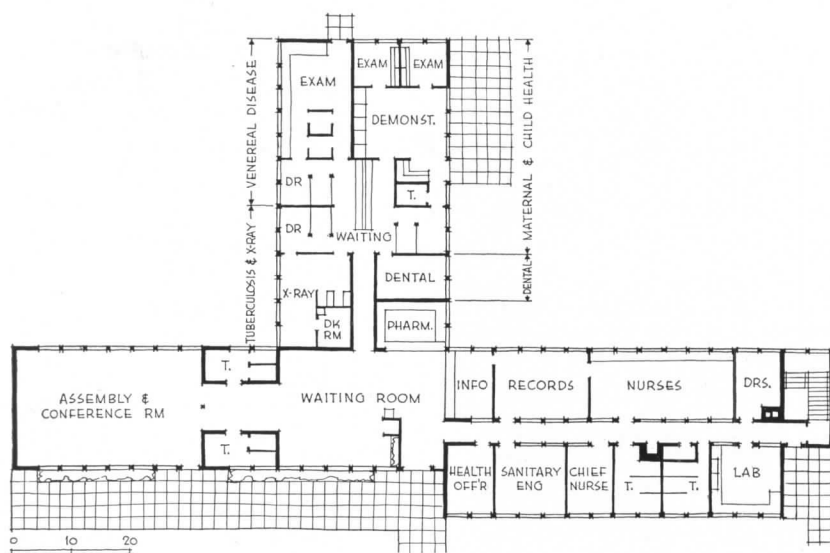 VENEREAL DISEASE
TUBERCULOSIS & X-RAY
MATERNAL & CHILD HEALTH
DENTAL
EXAM
EXAM
EXAM
DEMONST.
DR
T.
DR
WAITING
X-RAY
DENTAL
DK
RM
PHARM.
T.
ASSEMBLY &
CONFERENCE RM
WAITING ROOM
INFO
RECORDS
NURSES
DRS.
T.
HEALTH
OFF'R
SANITARY
ENG
CHIEF
NURSE
T.
T.
LAB
0 10 20